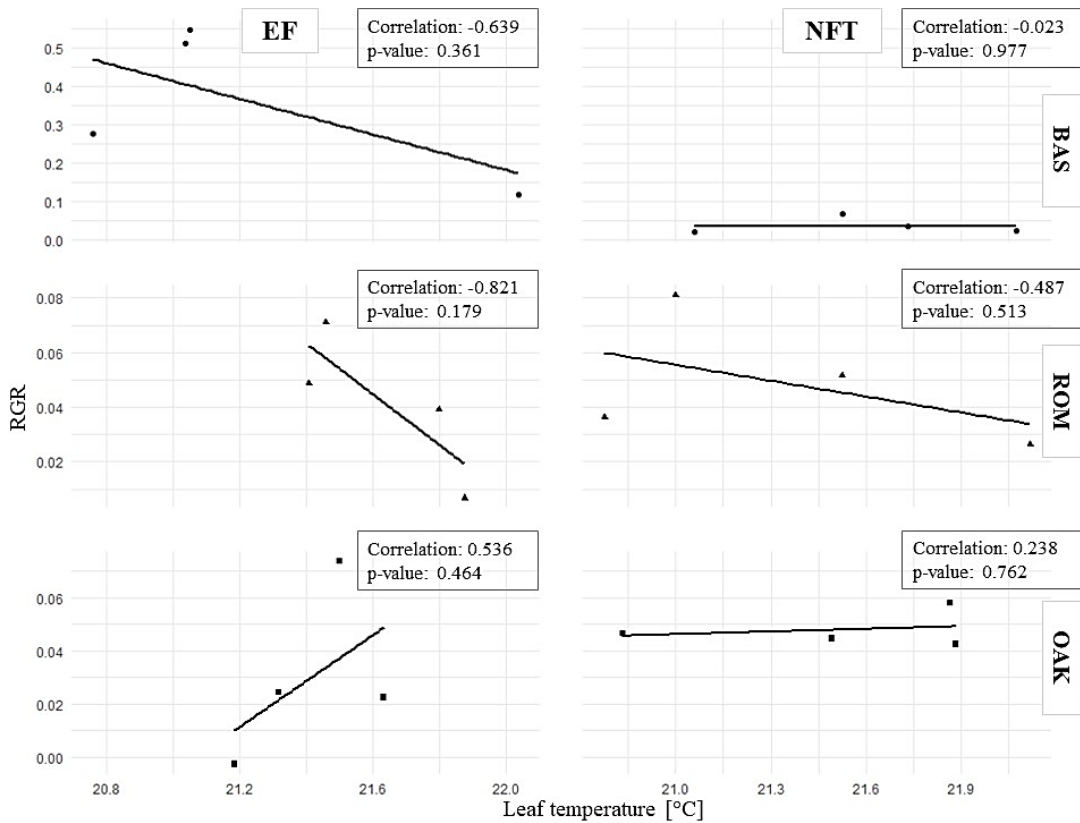 EF
Correlation: -0.639
p-value: 0.361
NFT
Correlation: -0.023
p-value: 0.977
0.5
0.4
0.3
0.2
0.1
0.0
BAS
Correlation: -0.821
p-value: 0.179
Correlation: -0.487
p-value: 0.513
0.08
0.06
0.04
0.02
ROM
RGR
Correlation: 0.536
p-value: 0.464
Correlation: 0.238
p-value: 0.762
0.06
0.04
0.02
0.00
OAK
20.8 21.2 21.6 22.0
21.0 21.3 21.6 21.9
Leaf temperature [°C]